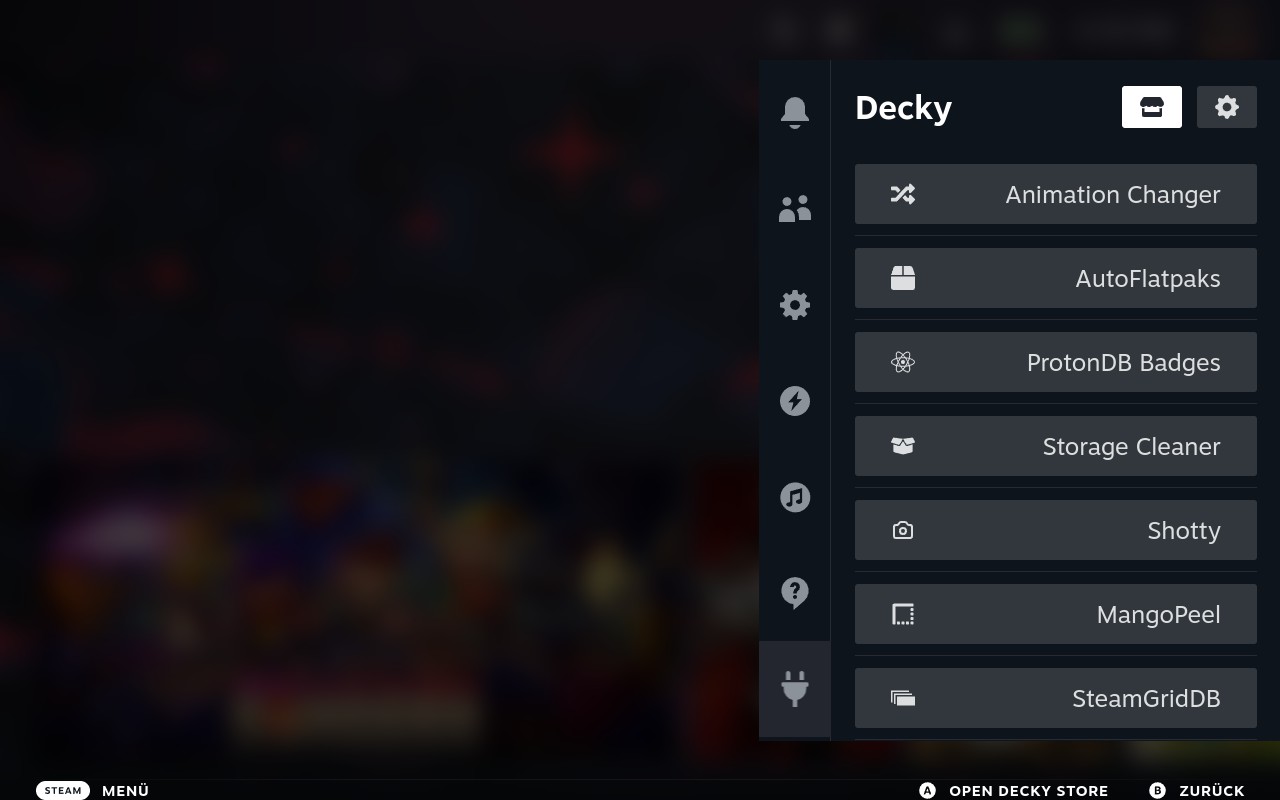 Decky
Animation Changer
AutoFlatpaks
ProtonDB Badges
Storage Cleaner
Shotty
MangoPeel
SteamGridDB
STEAM MENÜ
A OPEN DECKY STORE B ZURÜCK